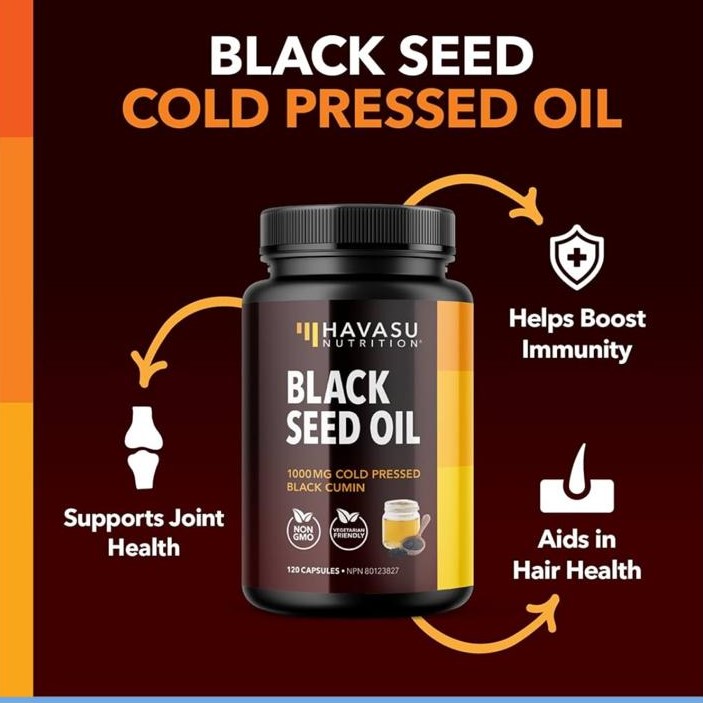 BLACK SEED
COLD PRESSED OIL
Helps Boost
Immunity
HAVASU
NUTRITION®
BLACK
SEED OIL
1000MG COLD PRESSED
BLACK CUMIN
NON
GMO
VEGETARIAN
FRIENDLY
120 CAPSULES • NPN 80123827
Supports Joint
Health
Aids in
Hair Health